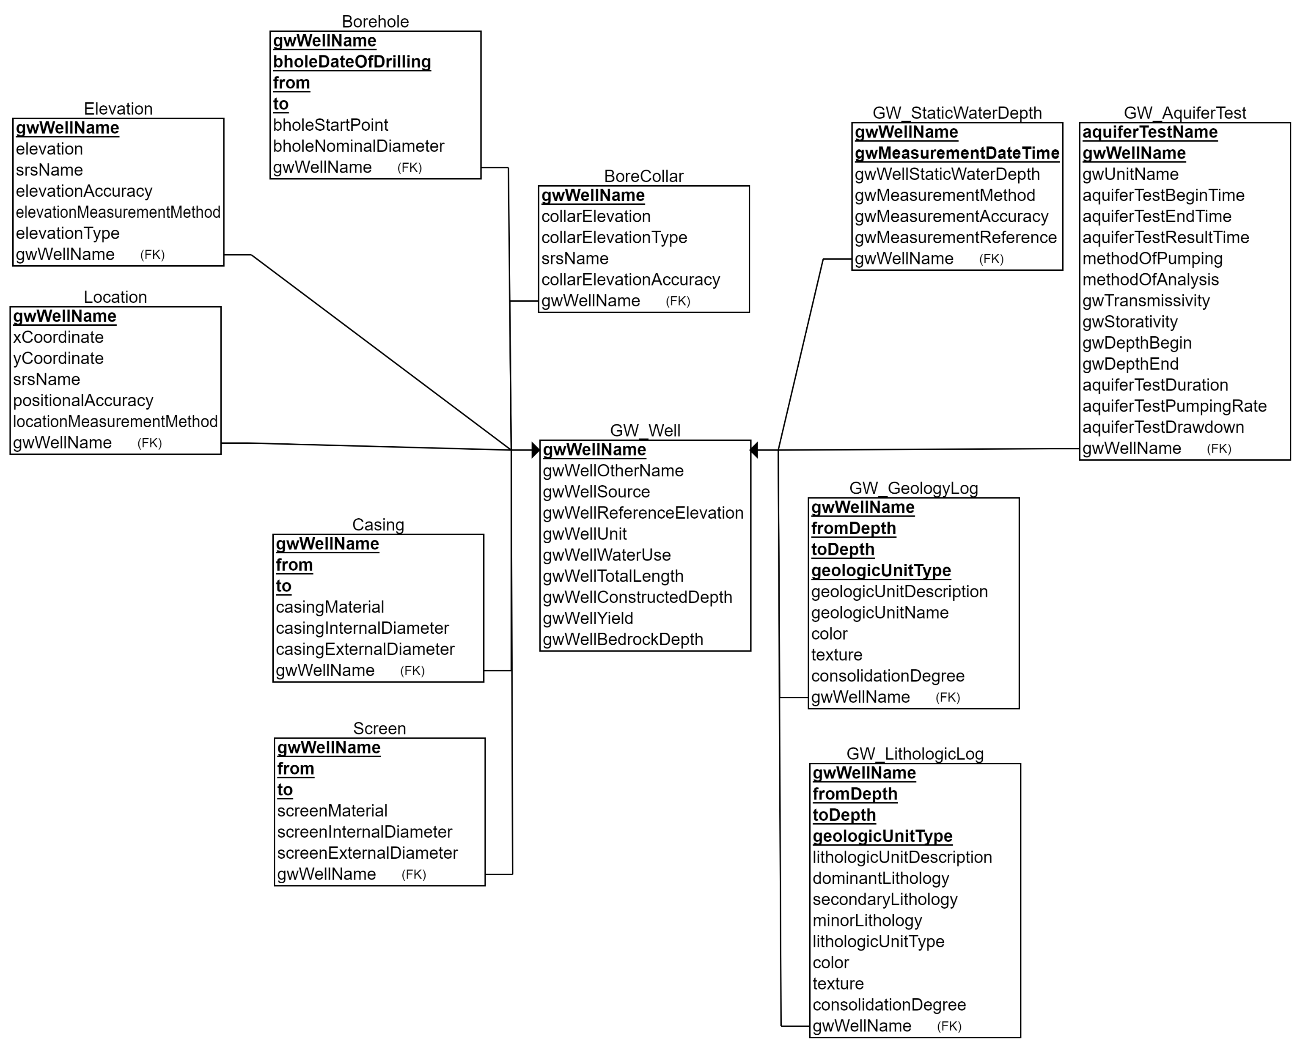 Borehole
gwWellName
bholeDateOfDrilling
from
to
bholeStartPoint
bholeNominalDiameter
gwWellName (FK)
Elevation
gwWellName
elevation
srsName
elevationAccuracy
elevationMeasurementMethod
elevationType
gwWellName (FK)
Location
gwWellName
xCoordinate
yCoordinate
srsName
positionalAccuracy
locationMeasurementMethod
gwWellName (FK)
BoreCollar
gwWellName
collarElevation
collarElevationType
srsName
collarElevationAccuracy
gwWellName (FK)
GW_StaticWaterDepth
gwWellName
gwMeasurementDateTime
gwWellStaticWaterDepth
gwMeasurementMethod
gwMeasurementAccuracy
gwMeasurementReference
gwWellName (FK)
GW_AquiferTest
aquiferTestName
gwWellName
gwUnitName
aquiferTestBeginTime
aquiferTestEndTime
aquiferTestResultTime
methodOfPumping
methodOfAnalysis
gwTransmissivity
gwStorativity
gwDepthBegin
gwDepthEnd
aquiferTestDuration
aquiferTestPumpingRate
aquiferTestDrawdown
gwWellName (FK)
GW_Well
gwWellName
gwWellOtherName
gwWellSource
gwWellReferenceElevation
gwWellUnit
gwWellWaterUse
gwWellTotalLength
gwWellConstructedDepth
gwWellYield
gwWellBedrockDepth
Casing
gwWellName
from
to
casingMaterial
casingInternalDiameter
casingExternalDiameter
gwWellName (FK)
Screen
gwWellName
from
to
screenMaterial
screenInternalDiameter
screenExternalDiameter
gwWellName (FK)
GW_GeologyLog
gwWellName
fromDepth
toDepth
geologicUnitType
geologicUnitDescription
geologicUnitName
color
texture
consolidationDegree
gwWellName (FK)
GW_LithologicLog
gwWellName
fromDepth
toDepth
geologicUnitType
lithologicUnitDescription
dominantLithology
secondaryLithology
minorLithology
lithologicUnitType
color
texture
consolidationDegree
gwWellName (FK)